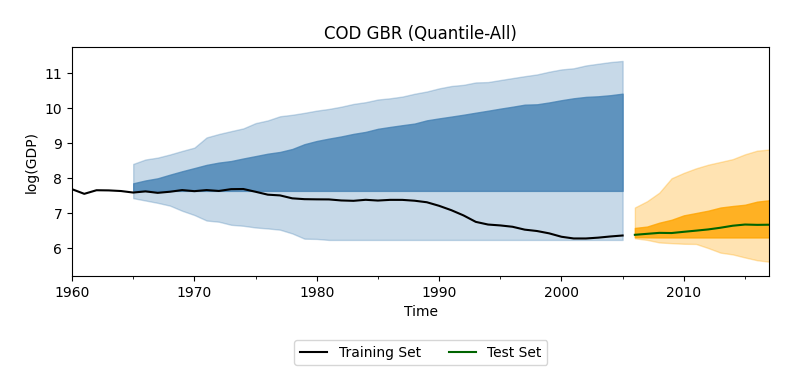 COD GBR (Quantile-All)
log(GDP)
11
10
9
8
7
6
1960 1970 1980 1990 2000 2010
Time
Training Set Test Set